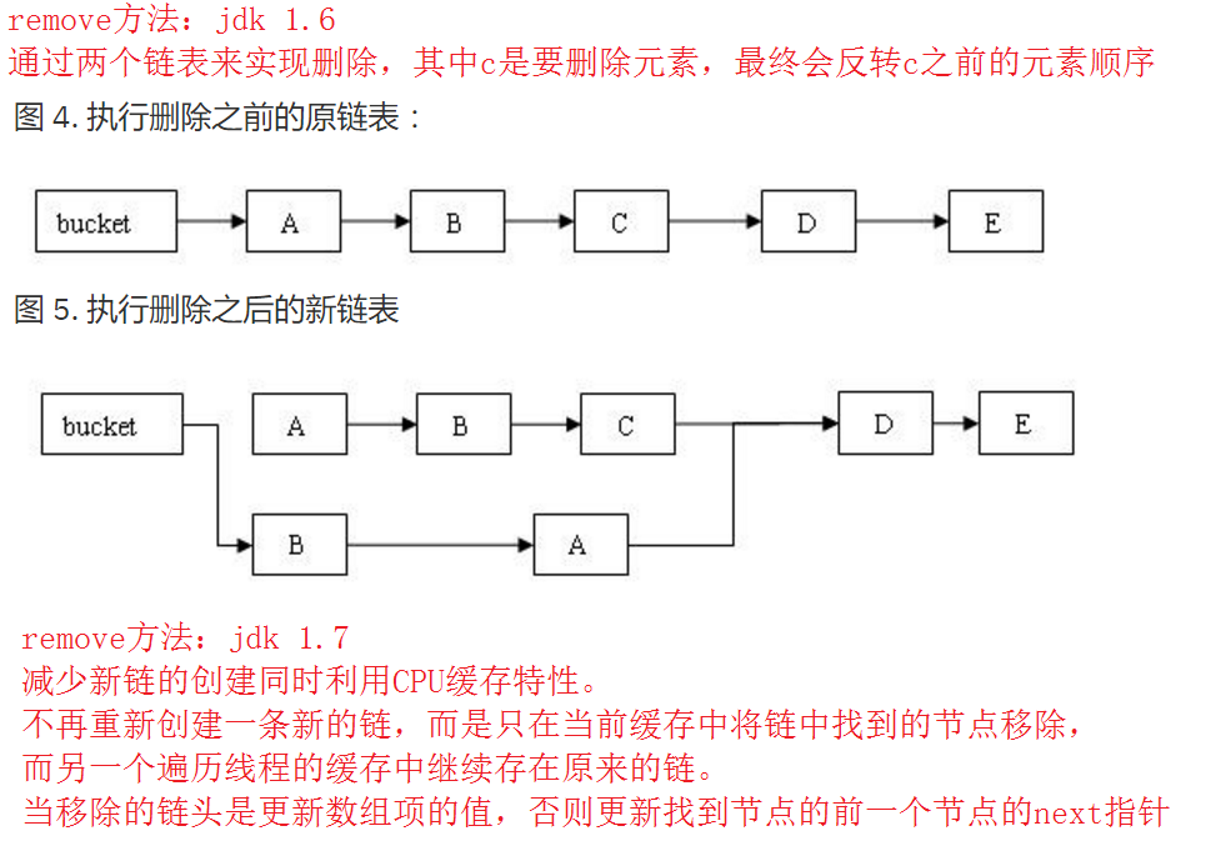 remove方法：jdk 1.6
通过两个链表来实现删除，其中c是要删除元素，最终会反转c之前的元素顺序
图 4. 执行删除之前的原链表：
bucket A B C D E
图 5. 执行删除之后的新链表
bucket A B C D E
B A
remove方法：jdk 1.7
减少新链的创建同时利用CPU缓存特性。
不再重新创建一条新的链，而是只在当前缓存中将链中找到的节点移除，
而另一个遍历线程的缓存中继续存在原来的链。
当移除的链头是更新数组项的值，否则更新找到节点的前一个节点的next指针